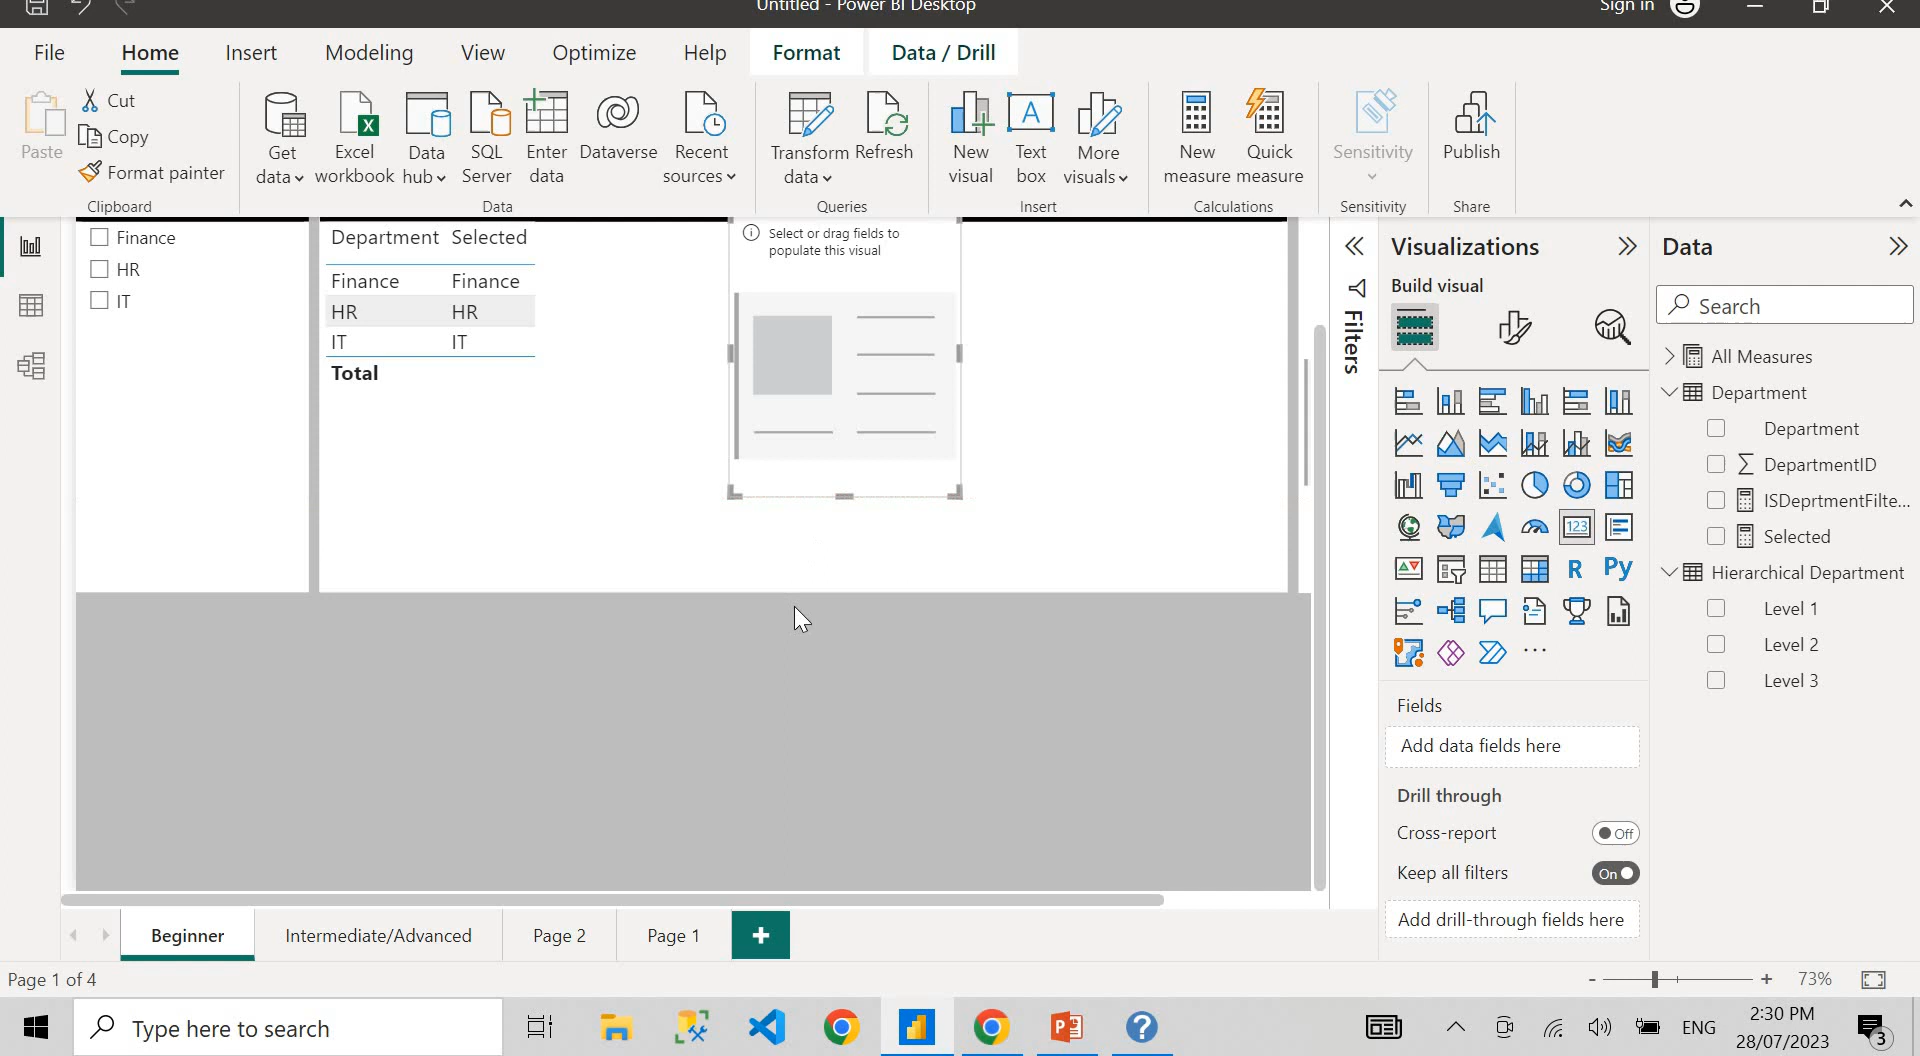 Untitled - Power BI Desktop
Sign in
File
Home
Insert
Modeling
View
Optimize
Help
Format
Data / Drill
Paste
Cut
Copy
Format painter
Clipboard
Get data
Excel workbook
Data hub
SQL Server
Enter data
Dataverse
Recent sources
Data
Transform data
Refresh
Queries
New visual
Text box
More visuals
Insert
New measure
Quick measure
Calculations
Sensitivity
Sensitivity
Publish
Share
Finance
HR
IT
Department Selected
Finance Finance
HR HR
IT IT
Total
Select or drag fields to
populate this visual
Filters
Visualizations
Build visual
123
R
Py
Fields
Add data fields here
Drill through
Cross-report
Off
Keep all filters
On
Add drill-through fields here
Data
Search
All Measures
Department
Department
DepartmentID
ISDeprtmentFilte...
Selected
Hierarchical Department
Level 1
Level 2
Level 3
Beginner
Intermediate/Advanced
Page 2
Page 1
+
Page 1 of 4
- + 73%
Type here to search
ENG
2:30 PM
28/07/2023
3